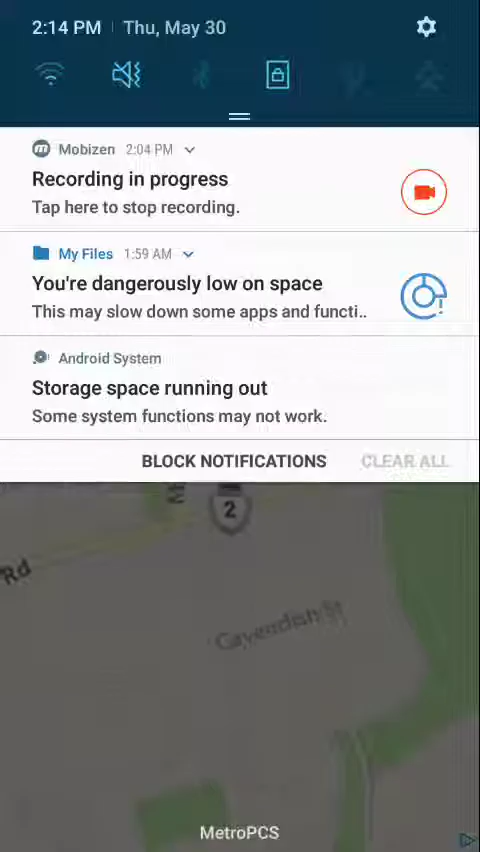 2:14 PM | Thu, May 30
Mobizen 2:04 PM
Recording in progress
Tap here to stop recording.
My Files 1:59 AM
You're dangerously low on space
This may slow down some apps and functi..
Android System
Storage space running out
Some system functions may not work.
BLOCK NOTIFICATIONS CLEAR ALL
2
Rd
Cavendish St
MetroPCS